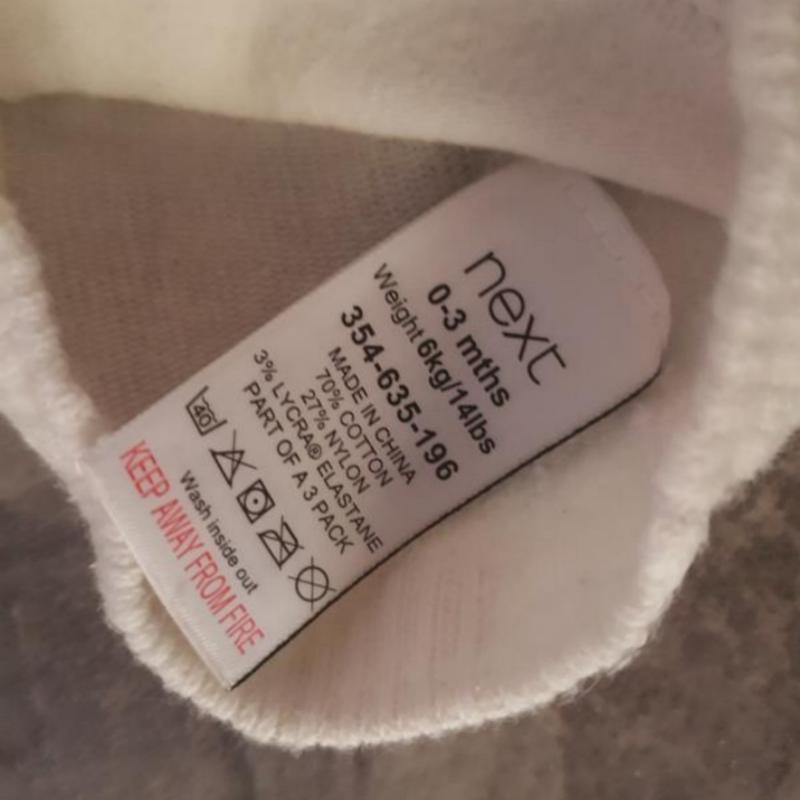 next
0-3 mths
Weight 6kg/14lbs
354-635-196
MADE IN CHINA
70% COTTON
27% NYLON
3% LYCRA® ELASTANE
PART OF A 3 PACK
40
Wash inside out
KEEP AWAY FROM FIRE